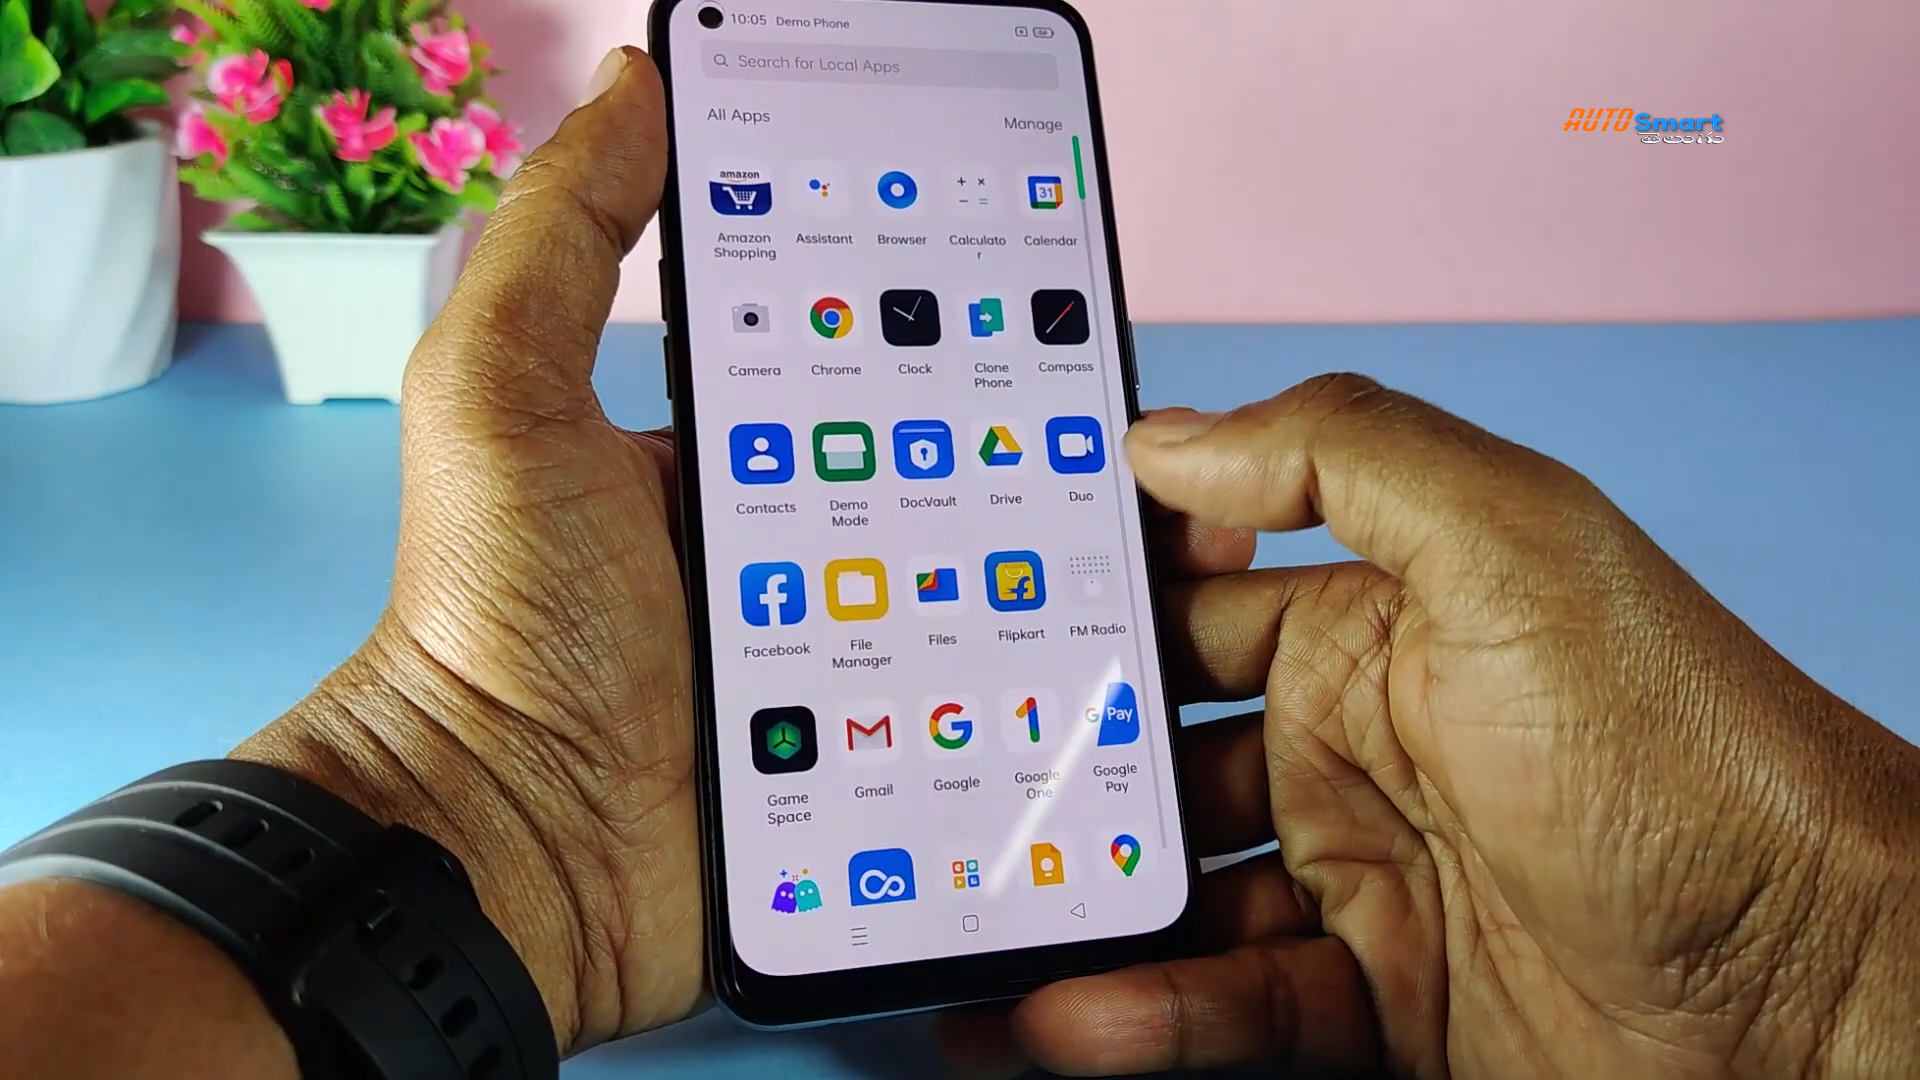 10:05 Demo Phone
Search for Local Apps
All Apps
Manage
AUTO Smart
తెలుగు
amazon
31
Amazon Shopping
Assistant
Browser
Calculator
Calendar
Camera
Chrome
Clock
Clone Phone
Compass
Contacts
Demo Mode
DocVault
Drive
Duo
Facebook
File Manager
Files
Flipkart
FM Radio
G Pay
Game Space
Gmail
Google
Google One
Google Pay